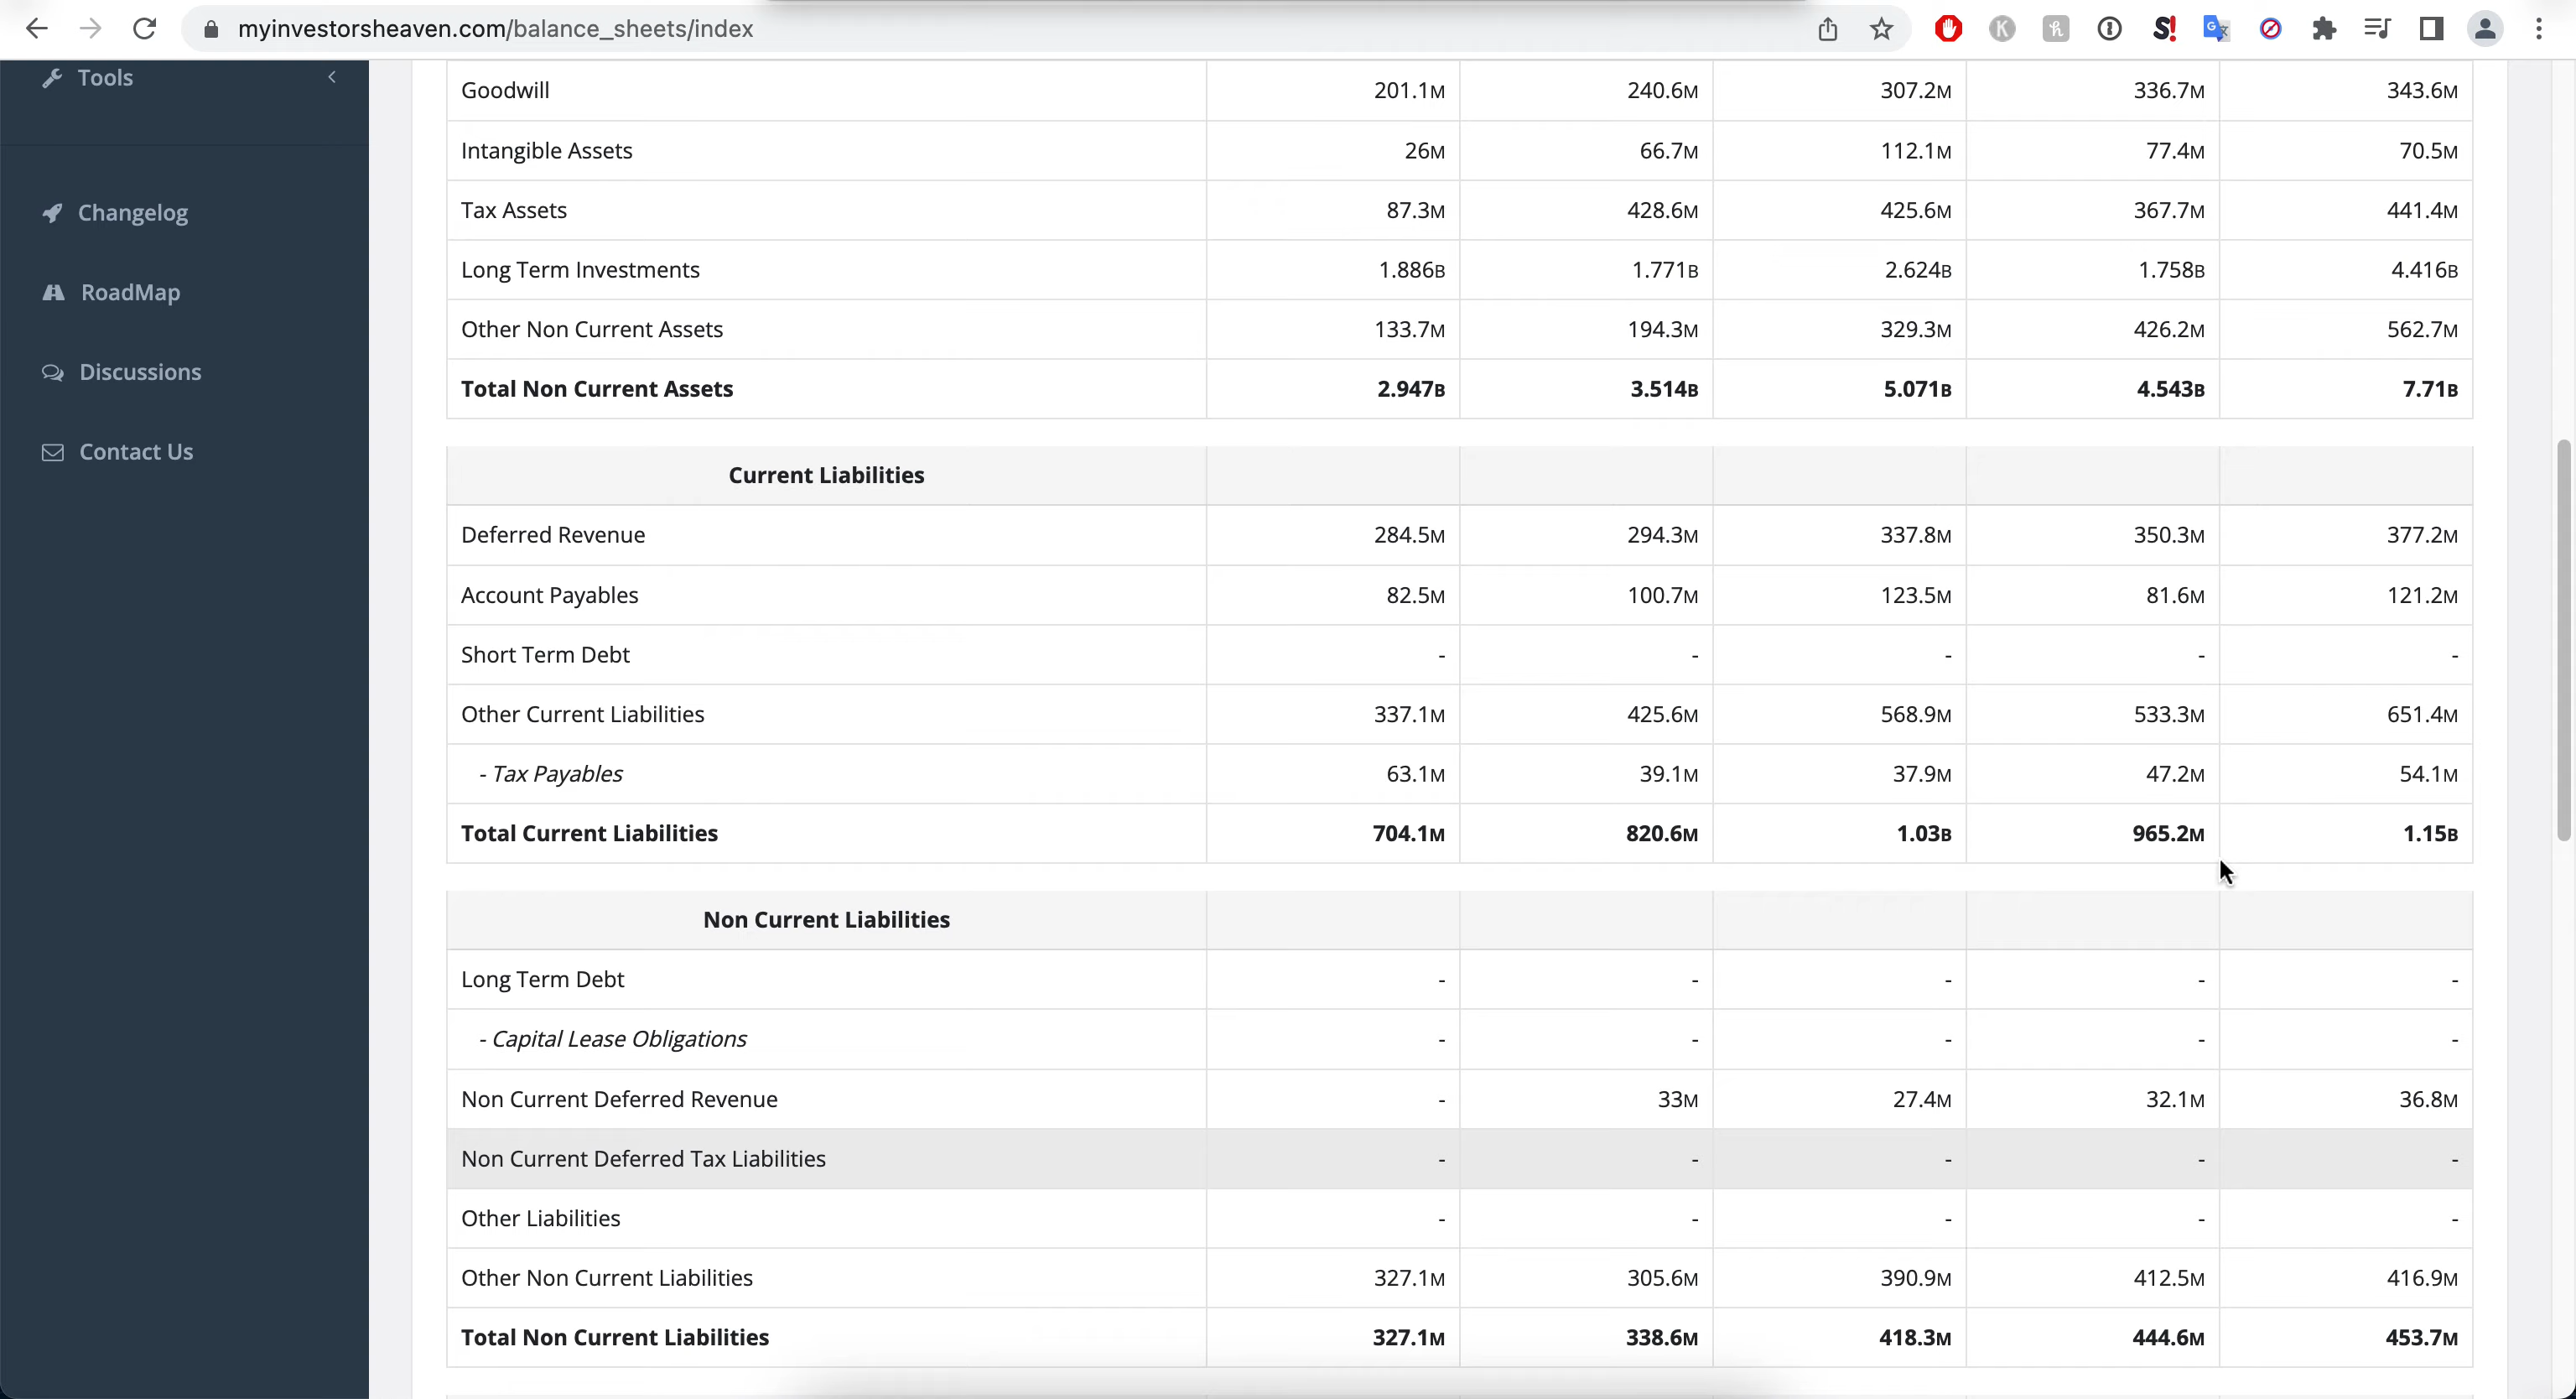 myinvestorsheaven.com/balance_sheets/index
Tools
Changelog
RoadMap
Discussions
Contact Us
Goodwill 201.1M 240.6M 307.2M 336.7M 343.6M
Intangible Assets 26M 66.7M 112.1M 77.4M 70.5M
Tax Assets 87.3M 428.6M 425.6M 367.7M 441.4M
Long Term Investments 1.886B 1.771B 2.624B 1.758B 4.416B
Other Non Current Assets 133.7M 194.3M 329.3M 426.2M 562.7M
Total Non Current Assets 2.947B 3.514B 5.071B 4.543B 7.71B
Current Liabilities
Deferred Revenue 284.5M 294.3M 337.8M 350.3M 377.2M
Account Payables 82.5M 100.7M 123.5M 81.6M 121.2M
Short Term Debt - - - - -
Other Current Liabilities 337.1M 425.6M 568.9M 533.3M 651.4M
- Tax Payables 63.1M 39.1M 37.9M 47.2M 54.1M
Total Current Liabilities 704.1M 820.6M 1.03B 965.2M 1.15B
Non Current Liabilities
Long Term Debt - - - - -
- Capital Lease Obligations - - - - -
Non Current Deferred Revenue - 33M 27.4M 32.1M 36.8M
Non Current Deferred Tax Liabilities - - - - -
Other Liabilities - - - - -
Other Non Current Liabilities 327.1M 305.6M 390.9M 412.5M 416.9M
Total Non Current Liabilities 327.1M 338.6M 418.3M 444.6M 453.7M